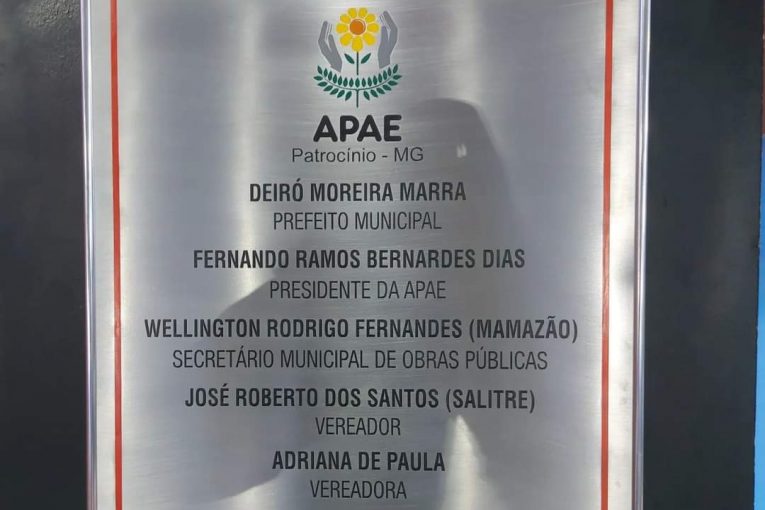 APAE
Patrocínio - MG
DEIRÓ MOREIRA MARRA
PREFEITO MUNICIPAL
FERNANDO RAMOS BERNARDES DIAS
PRESIDENTE DA APAE
WELLINGTON RODRIGO FERNANDES (MAMAZÃO)
SECRETÁRIO MUNICIPAL DE OBRAS PÚBLICAS
JOSÉ ROBERTO DOS SANTOS (SALITRE)
VEREADOR
ADRIANA DE PAULA
VEREADORA